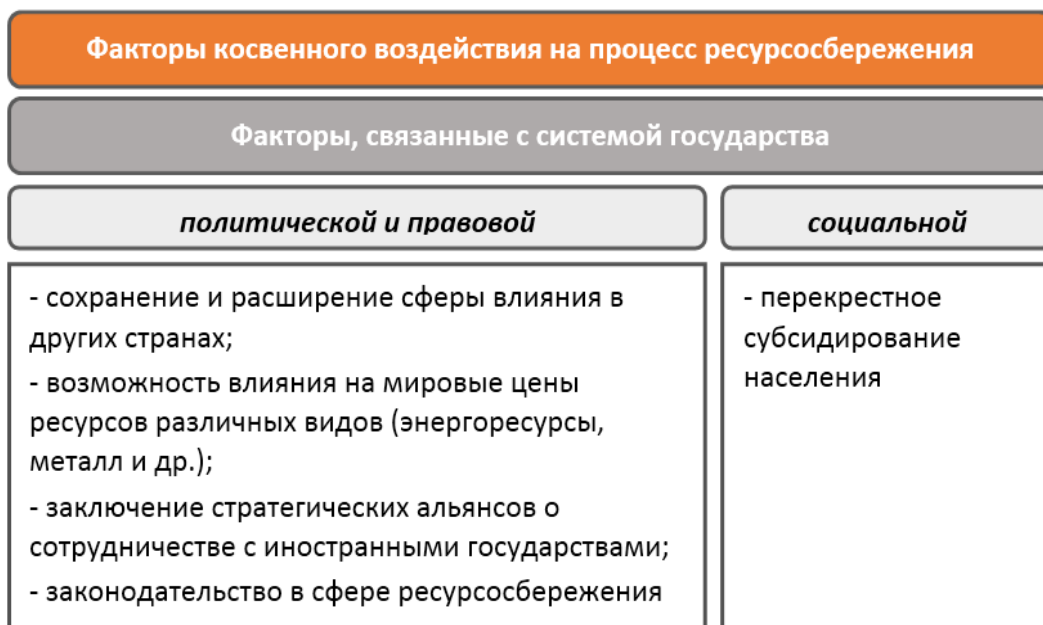 Факторы косвенного воздействия на процесс ресурсосбережения
Факторы, связанные с системой государства
политической и правовой
социальной
- сохранение и расширение сферы влияния в
других странах;
- возможность влияния на мировые цены
ресурсов различных видов (энергоресурсы,
металл и др.);
- заключение стратегических альянсов о
сотрудничестве с иностранными государствами;
- законодательство в сфере ресурсосбережения
- перекрестное
субсидирование
населения